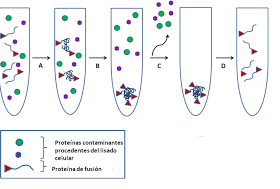 A
B
C
D
Proteínas contaminantes
procedentes del lisado
celular
Proteína de fusión